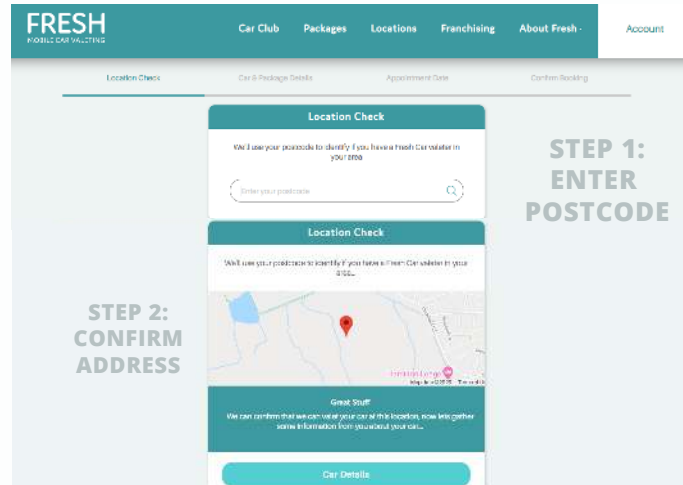 FRESH
MOBILE CAR VALETING
Car Club
Packages
Locations
Franchising
About Fresh
Account
Location Check
Car & Package Details
Appointment Date
Confirm Booking
Location Check
We'll use your postcode to identify if you have a Fresh Car valeter in
your area
Enter your postcode
STEP 1:
ENTER
POSTCODE
Location Check
We'll use your postcode to identify if you have a Fresh Car valeter in your
area...
STEP 2:
CONFIRM
ADDRESS
Great Stuff
We can confirm that we can valet your car at this location, now lets gather
some information from you about your car...
Car Details